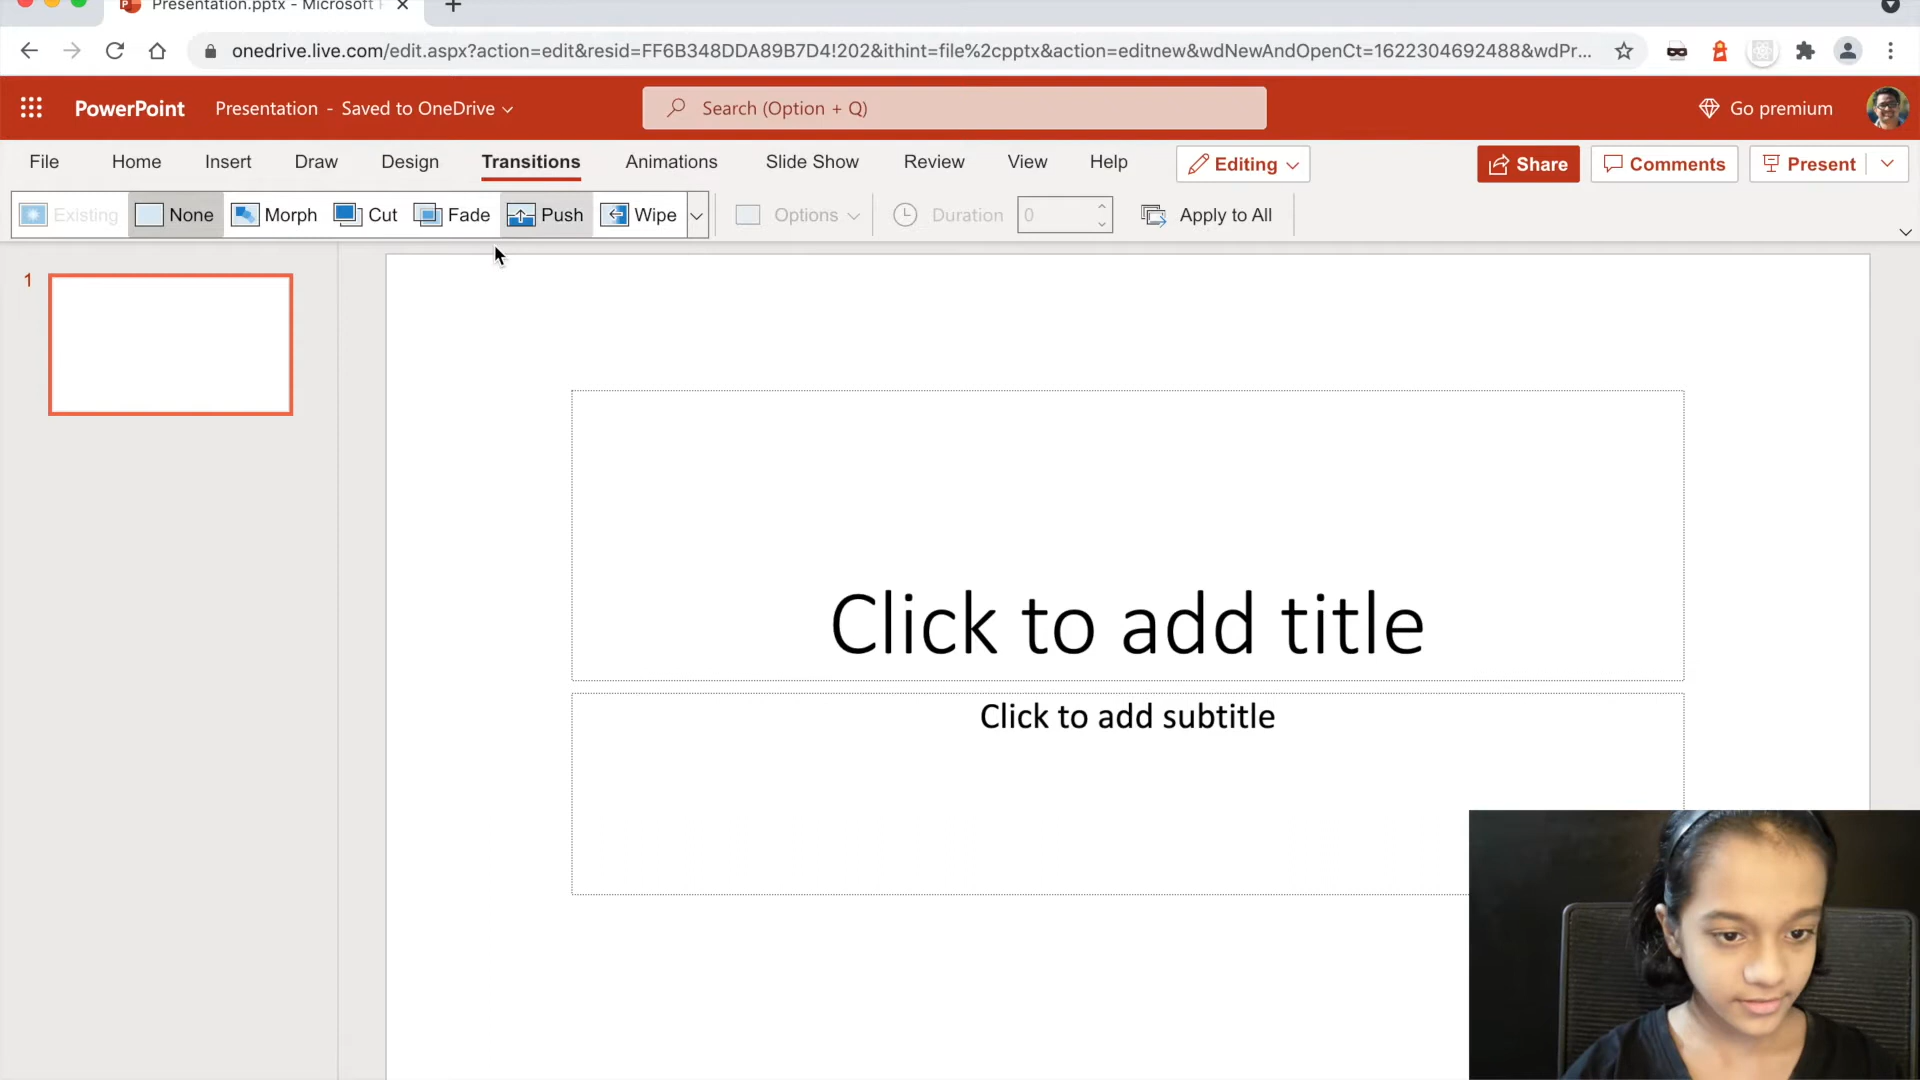 Presentation.pptx - Microsoft
onedrive.live.com/edit.aspx?action=edit&resid=FF6B348DDA89B7D4!202&ithint=file%2cpptx&action=editnew&wdNewAndOpenCt=1622304692488&wdPr...
PowerPoint Presentation - Saved to OneDrive Search (Option + Q) Go premium
File Home Insert Draw Design Transitions Animations Slide Show Review View Help Editing Share Comments Present
Existing None Morph Cut Fade Push Wipe Options Duration 0 Apply to All
1
Click to add title
Click to add subtitle